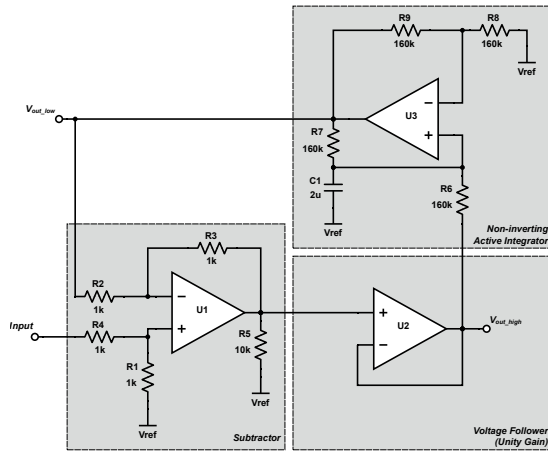 R9
160k
R8
160k
Vref
V_out_low
U3
R7
160k
C1
2u
Vref
R6
160k
Non-inverting
Active Integrator
R3
1k
R2
1k
U1
Input
R4
1k
R1
1k
Vref
R5
10k
Vref
Subtractor
U2
V_out_high
Voltage Follower
(Unity Gain)